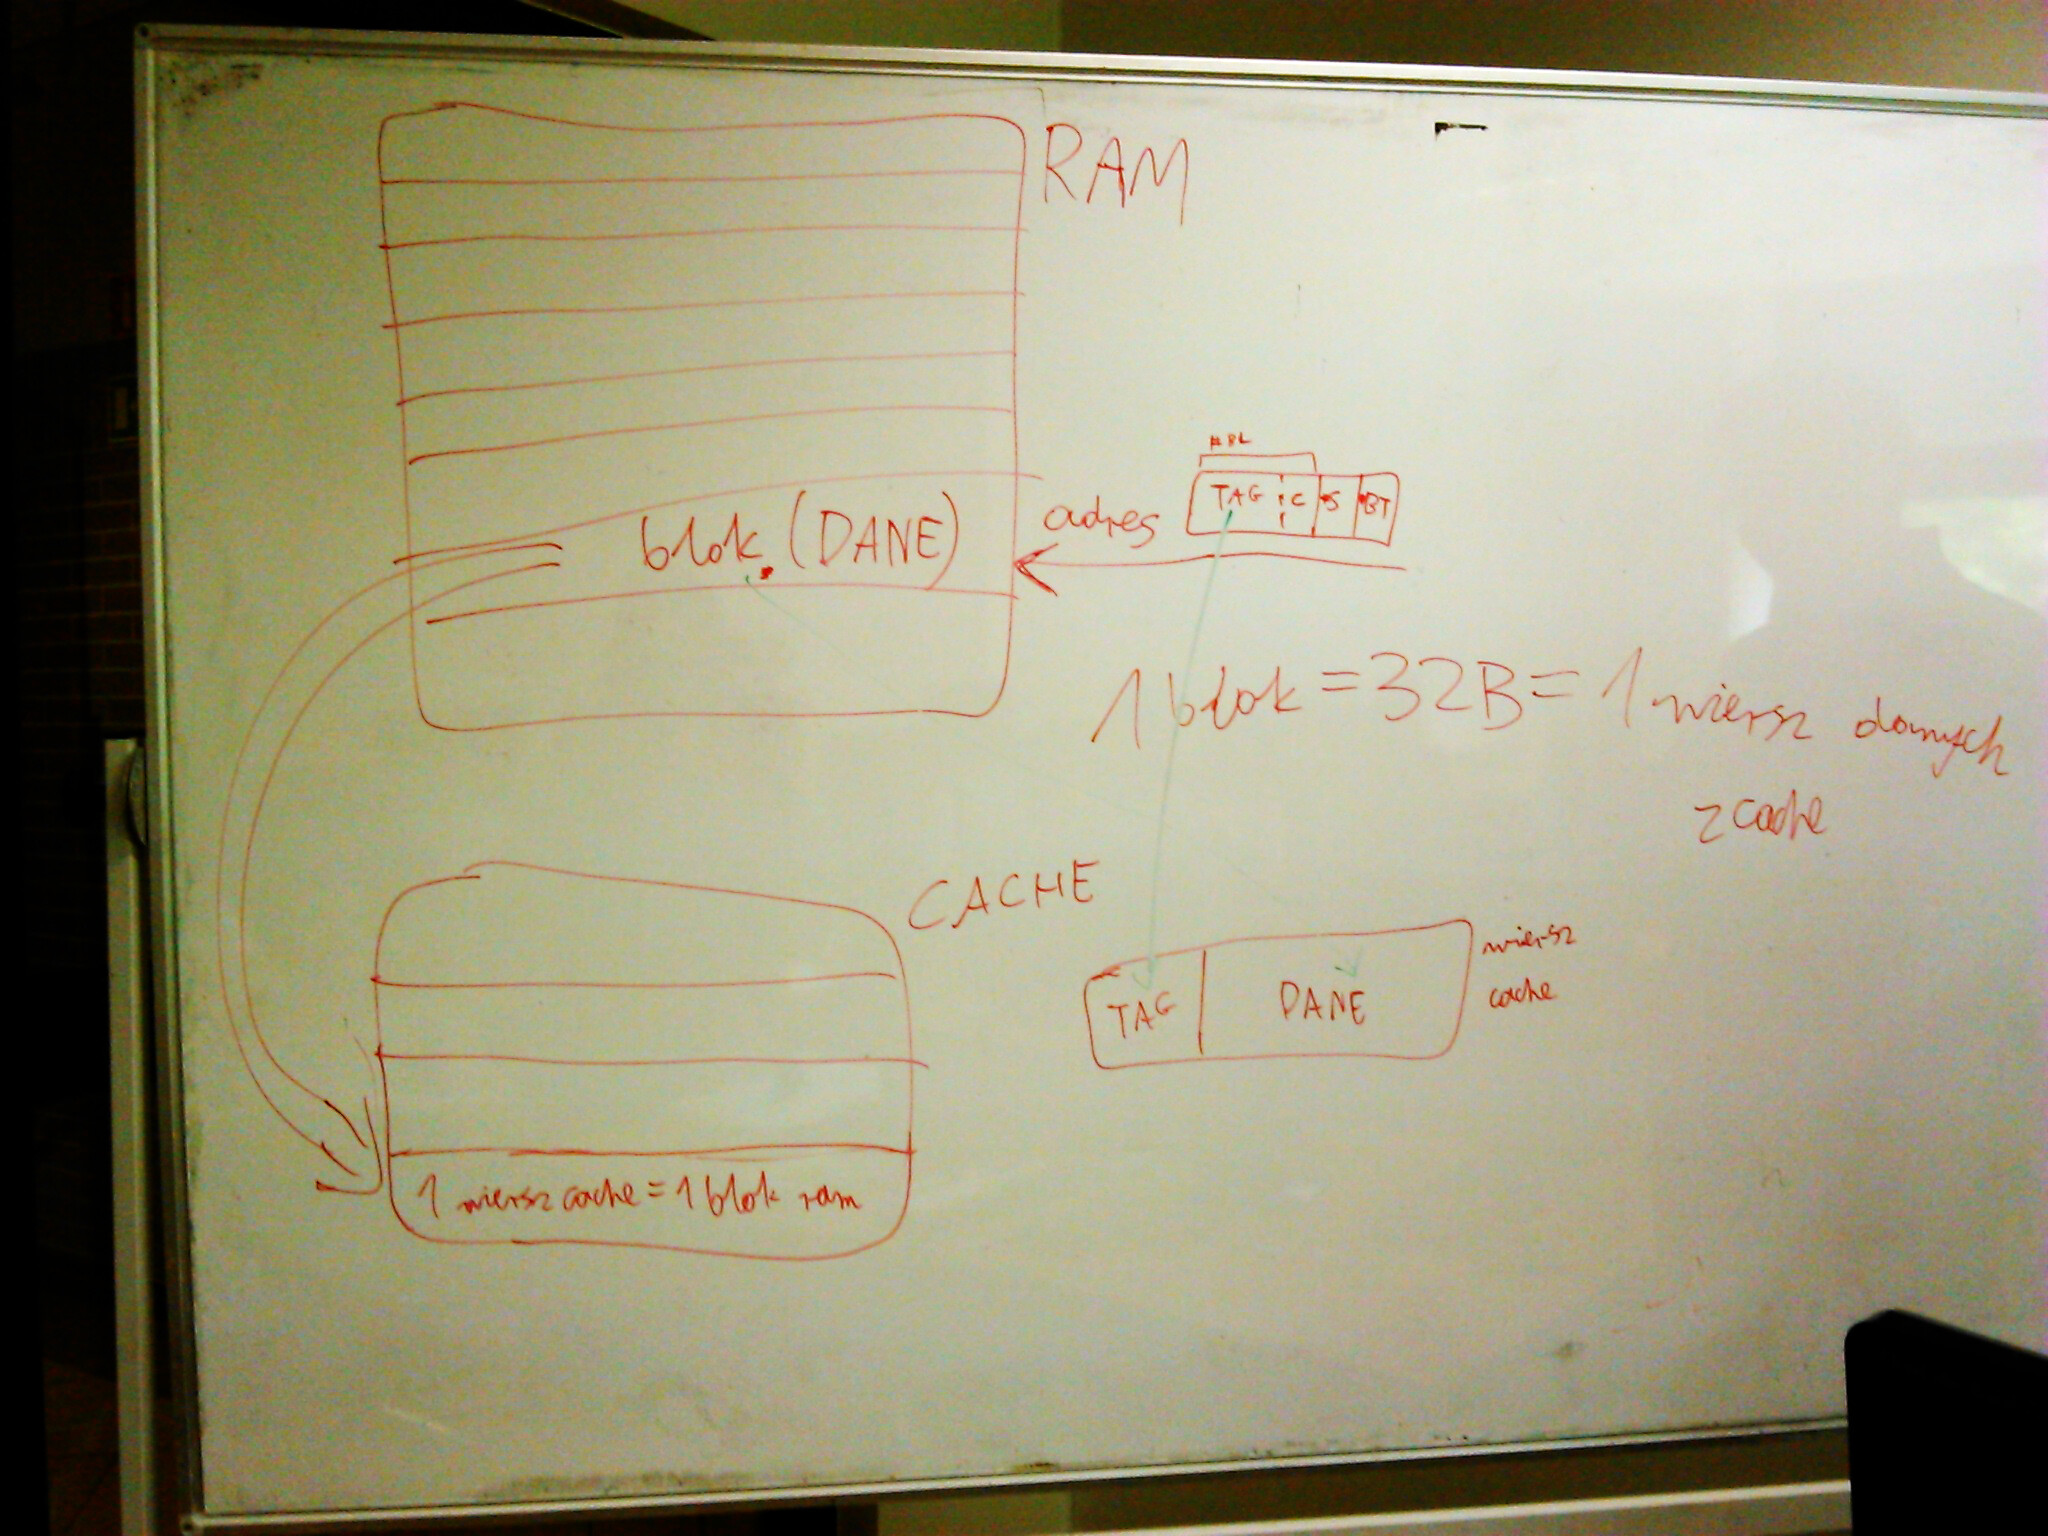 RAM
#BL
TAG C S BT
adres
blok (DANE)
1 blok = 32B = 1 wiersz danych
z cache
CACHE
TAG DANE
wiersz
cache
1 wiersz cache = 1 blok ram